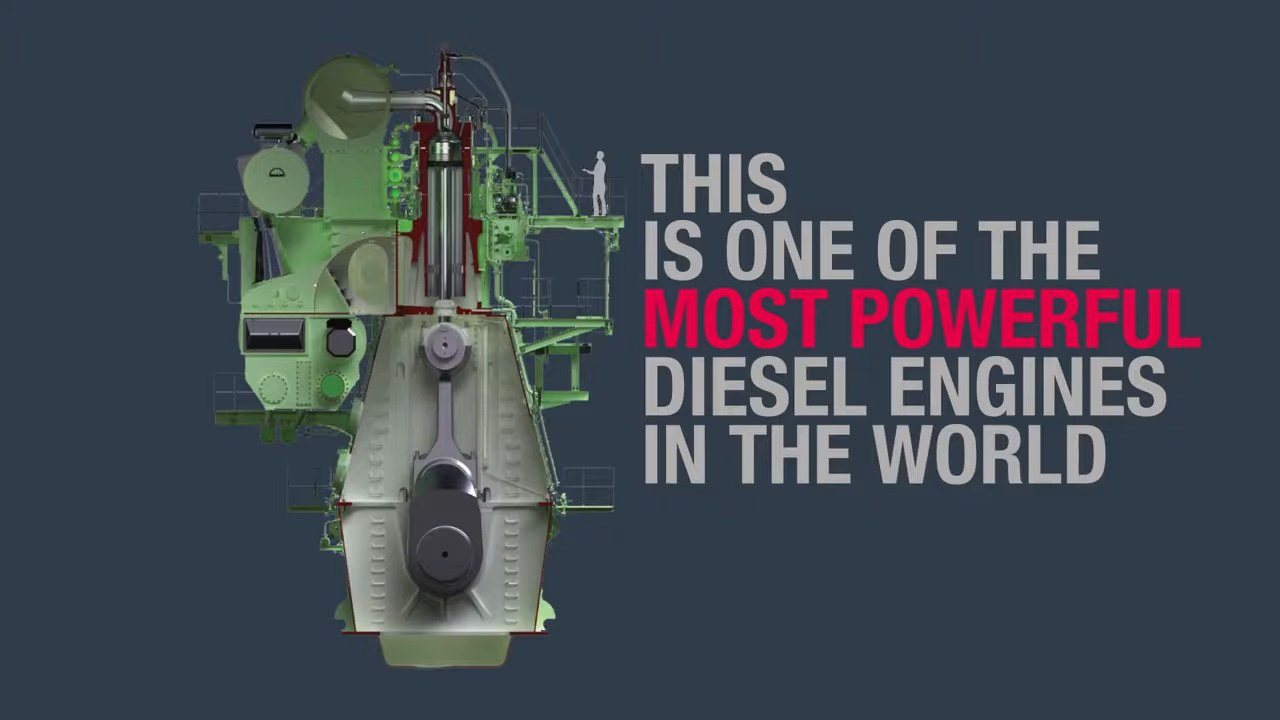 THIS
IS ONE OF THE
MOST POWERFUL
DIESEL ENGINES
IN THE WORLD